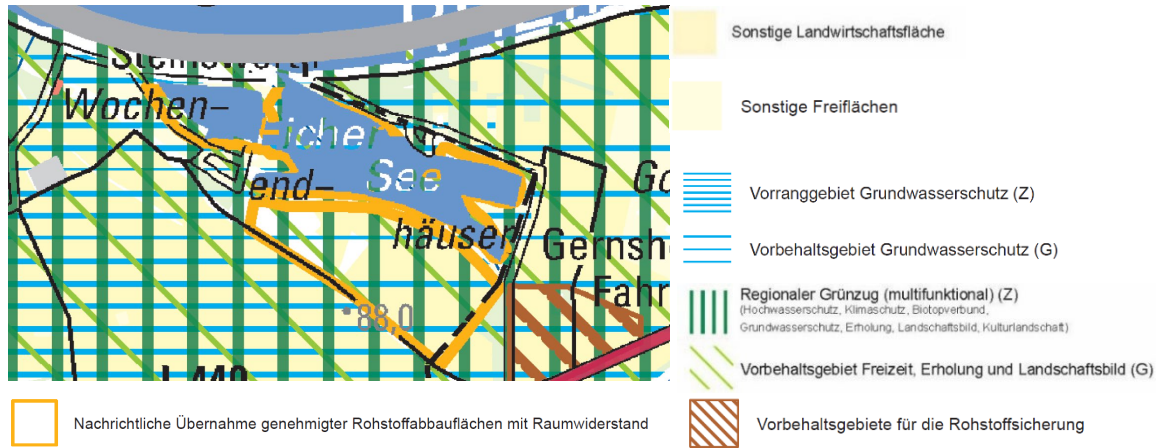 Steinswörth
Wochen-
Eicher
See
end-
häuser
Go
Gernsh
Fahr
88,0
L 440
Sonstige Landwirtschaftsfläche
Sonstige Freiflächen
Vorranggebiet Grundwasserschutz (Z)
Vorbehaltsgebiet Grundwasserschutz (G)
Regionaler Grünzug (multifunktional) (Z)
(Hochwasserschutz, Klimaschutz, Biotopverbund,
Grundwasserschutz, Erholung, Landschaftsbild, Kulturlandschaft)
Vorbehaltsgebiet Freizeit, Erholung und Landschaftsbild (G)
Nachrichtliche Übernahme genehmigter Rohstoffabbauflächen mit Raumwiderstand
Vorbehaltsgebiete für die Rohstoffsicherung